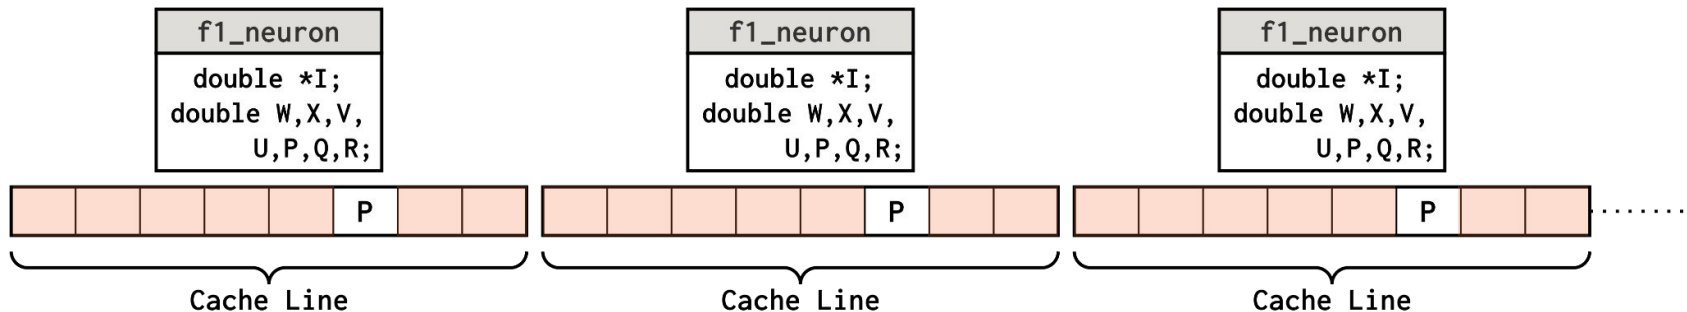 f1_neuron
double *I;
double W,X,V,
U,P,Q,R;
f1_neuron
double *I;
double W,X,V,
U,P,Q,R;
f1_neuron
double *I;
double W,X,V,
U,P,Q,R;
P
P
P
Cache Line
Cache Line
Cache Line